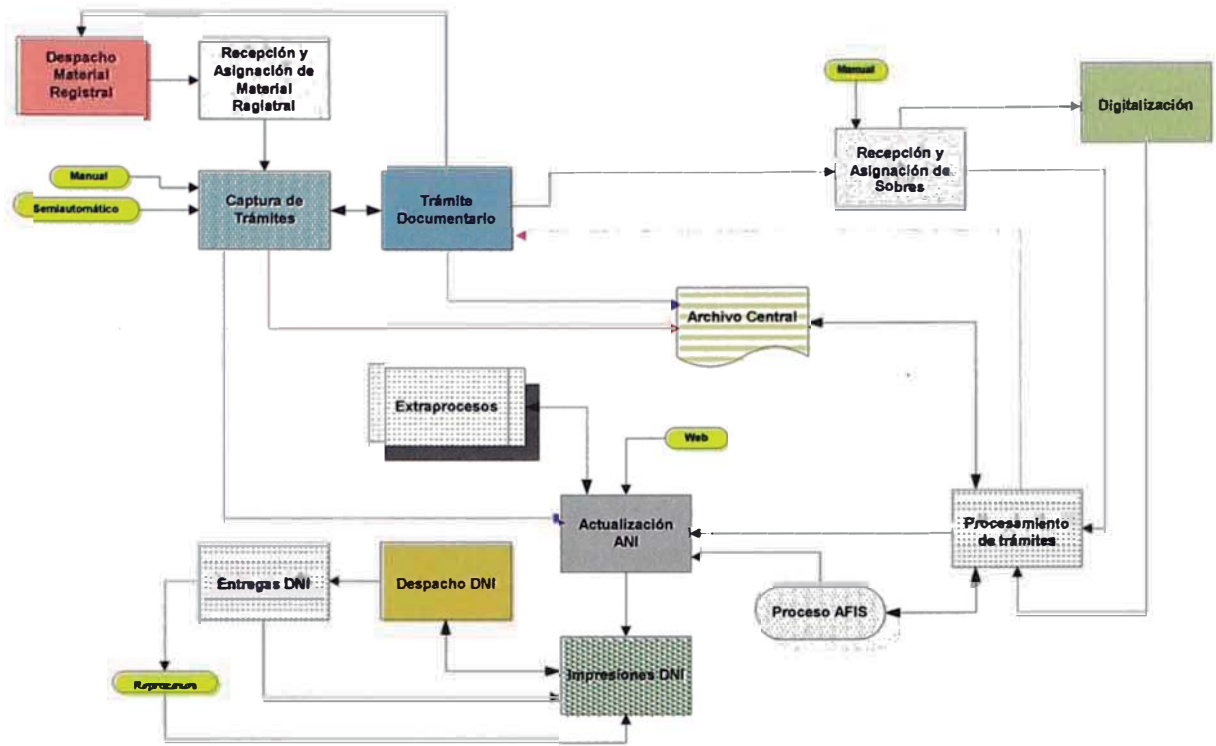 Despacho
Material
Registral
Recepción y
Asignación de
Material
Ragistral
Manual
Digitalización
Recepción y
Asignación de
Sobres
Manual
Semiautomático
Captura de
Trámites
Trámite
Documentario
Archivo Central
Extraprocesos
Web
Actualización
ANI
Procesamiento
de trámites
Entregas DNI
Despacho DNI
Proceso AFIS
Impresiones DNI